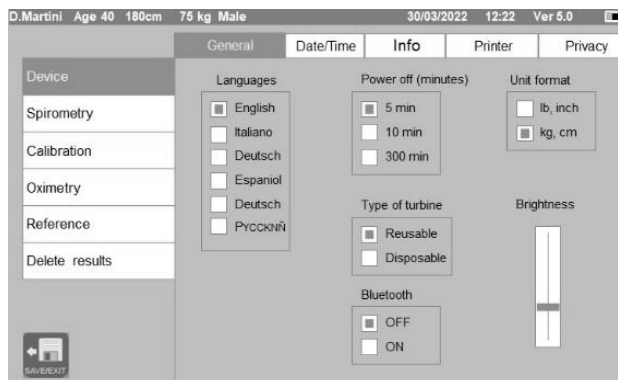 D.Martini Age 40 180cm 75 kg Male 30/03/2022 12:22 Ver 5.0
General Date/Time Info Printer Privacy
Device
Spirometry
Calibration
Oximetry
Reference
Delete results
SAVE/EXIT
Languages
English
Italiano
Deutsch
Espaniol
Deutsch
PYCCKNÑ
Power off (minutes)
5 min
10 min
300 min
Type of turbine
Reusable
Disposable
Bluetooth
OFF
ON
Unit format
lb, inch
kg, cm
Brightness